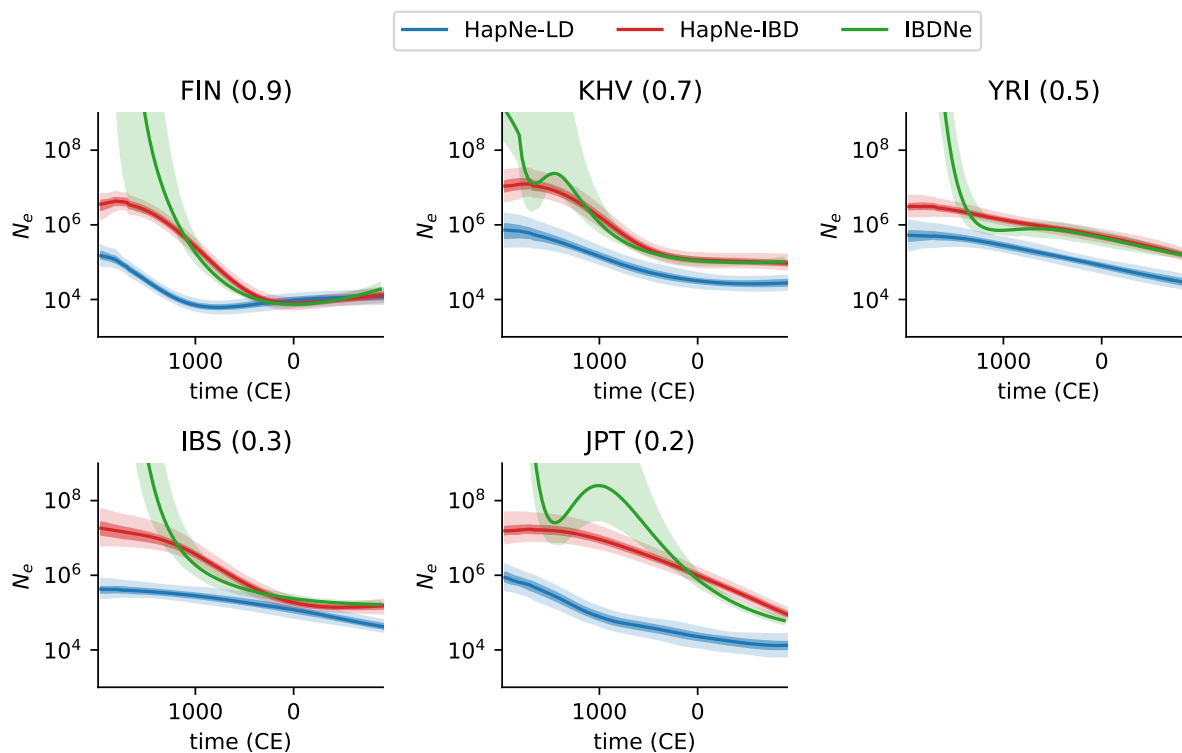 HapNe-LD HapNe-IBD IBDNe
FIN (0.9) KHV (0.7) YRI (0.5)
10^8 10^8 10^8
N_e 10^6 N_e 10^6 N_e 10^6
10^4 10^4 10^4
1000 0 1000 0 1000 0
time (CE) time (CE) time (CE)
IBS (0.3) JPT (0.2)
10^8 10^8
N_e 10^6 N_e 10^6
10^4 10^4
1000 0 1000 0
time (CE) time (CE)